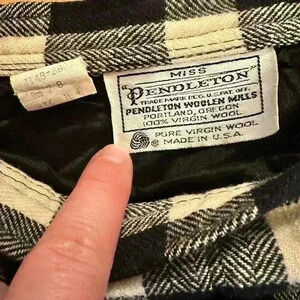 MISS
"PENDLETON"
TRADE MARK REG. U.S. PAT. OFF.
PENDLETON WOOLEN MILLS
PORTLAND, OREGON
100% VIRGIN WOOL
PURE VIRGIN WOOL
MADE IN U.S.A.